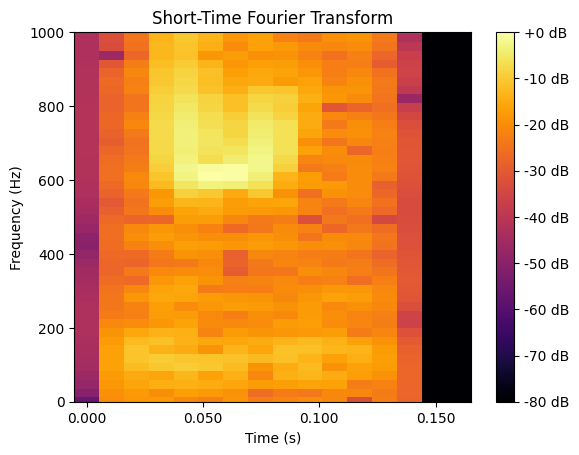 Short-Time Fourier Transform
1000
800
600
400
200
0
Frequency (Hz)
0.000
0.050
0.100
0.150
Time (s)
+0 dB
-10 dB
-20 dB
-30 dB
-40 dB
-50 dB
-60 dB
-70 dB
-80 dB